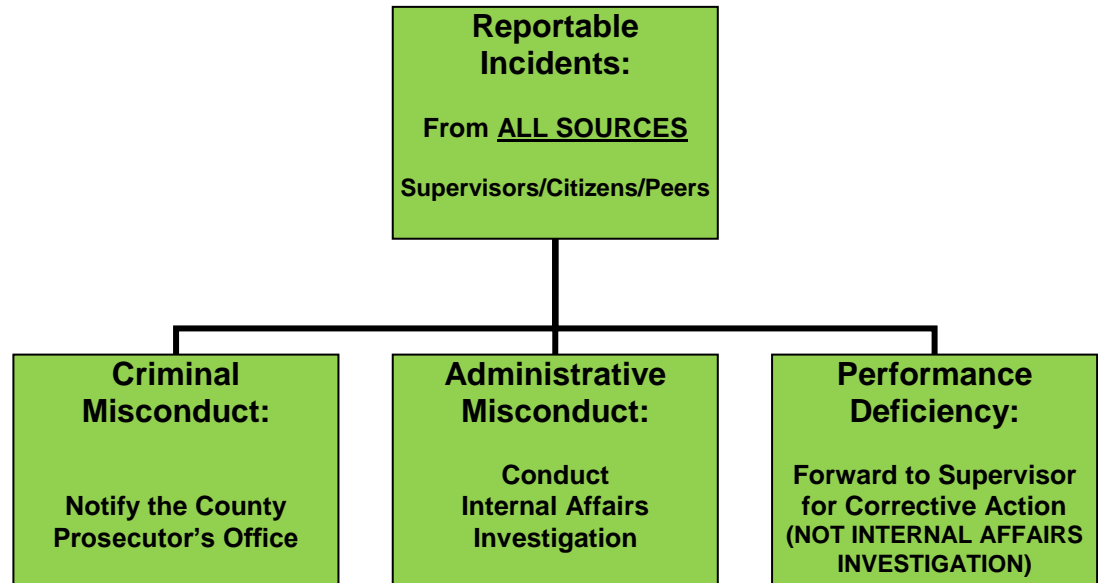 Reportable
Incidents:
From ALL SOURCES
Supervisors/Citizens/Peers
Criminal
Misconduct:
Notify the County
Prosecutor's Office
Administrative
Misconduct:
Conduct
Internal Affairs
Investigation
Performance
Deficiency:
Forward to Supervisor
for Corrective Action
(NOT INTERNAL AFFAIRS
INVESTIGATION)